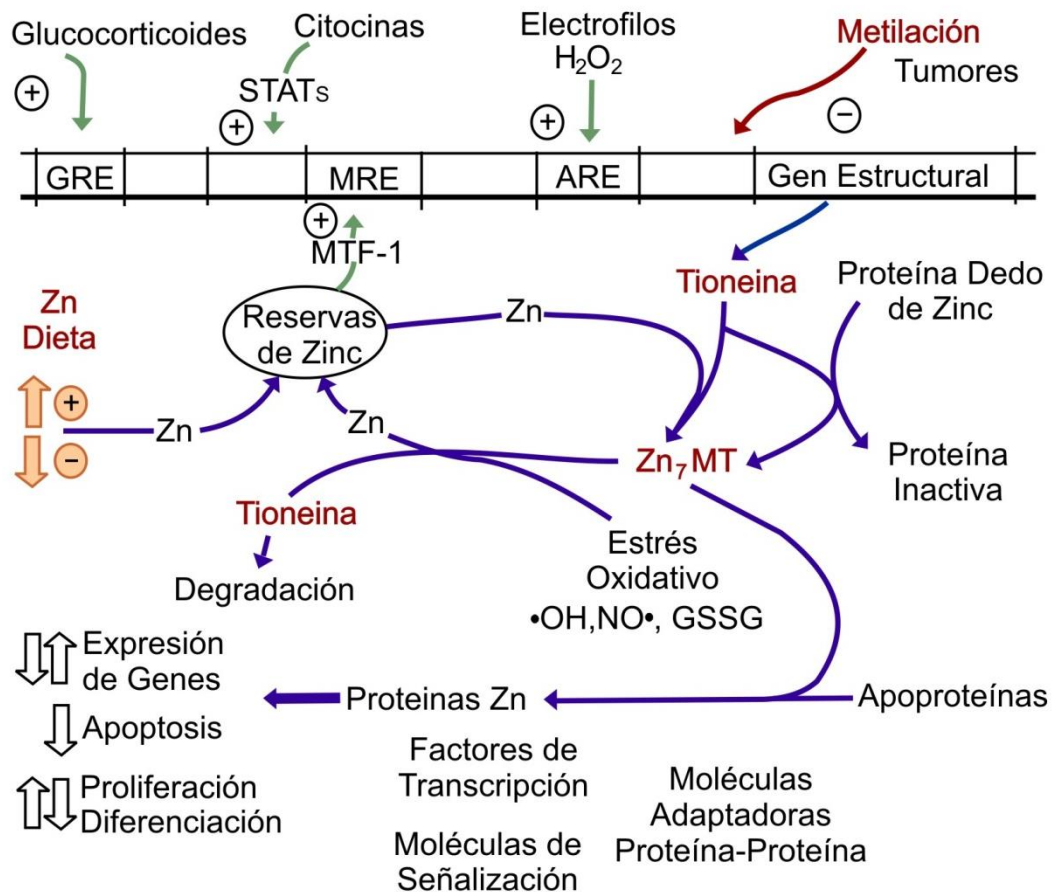 Glucocorticoides
Citocinas
Electrofilos
H₂O₂
Metilación
Tumores
+
STATs
+
+
−
GRE
MRE
ARE
Gen Estructural
+
MTF-1
Zn
Dieta
Reservas
de Zinc
Zn
Tioneina
Proteína Dedo
de Zinc
+
−
Zn
Zn
Zn₇MT
Proteína
Inactiva
Tioneina
Degradación
Estrés
Oxidativo
•OH,NO•, GSSG
Expresión
de Genes
Apoptosis
Proliferación
Diferenciación
Proteinas Zn
Apoproteínas
Factores de
Transcripción
Moléculas de
Señalización
Moléculas
Adaptadoras
Proteína-Proteína